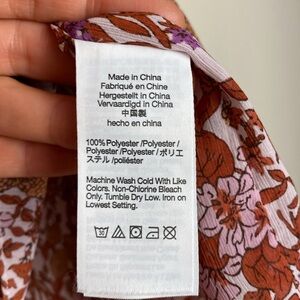 Made in China
Fabriqué en Chine
Hergestellt in China
Vervaardigd in China
中国製
hecho en china
100% Polyester /Polyester /
Polyester /Polyester /ポリエ
ステル /poliéster
Machine Wash Cold With Like
Colors. Non-Chlorine Bleach
Only. Tumble Dry Low. Iron on
Lowest Setting.
30